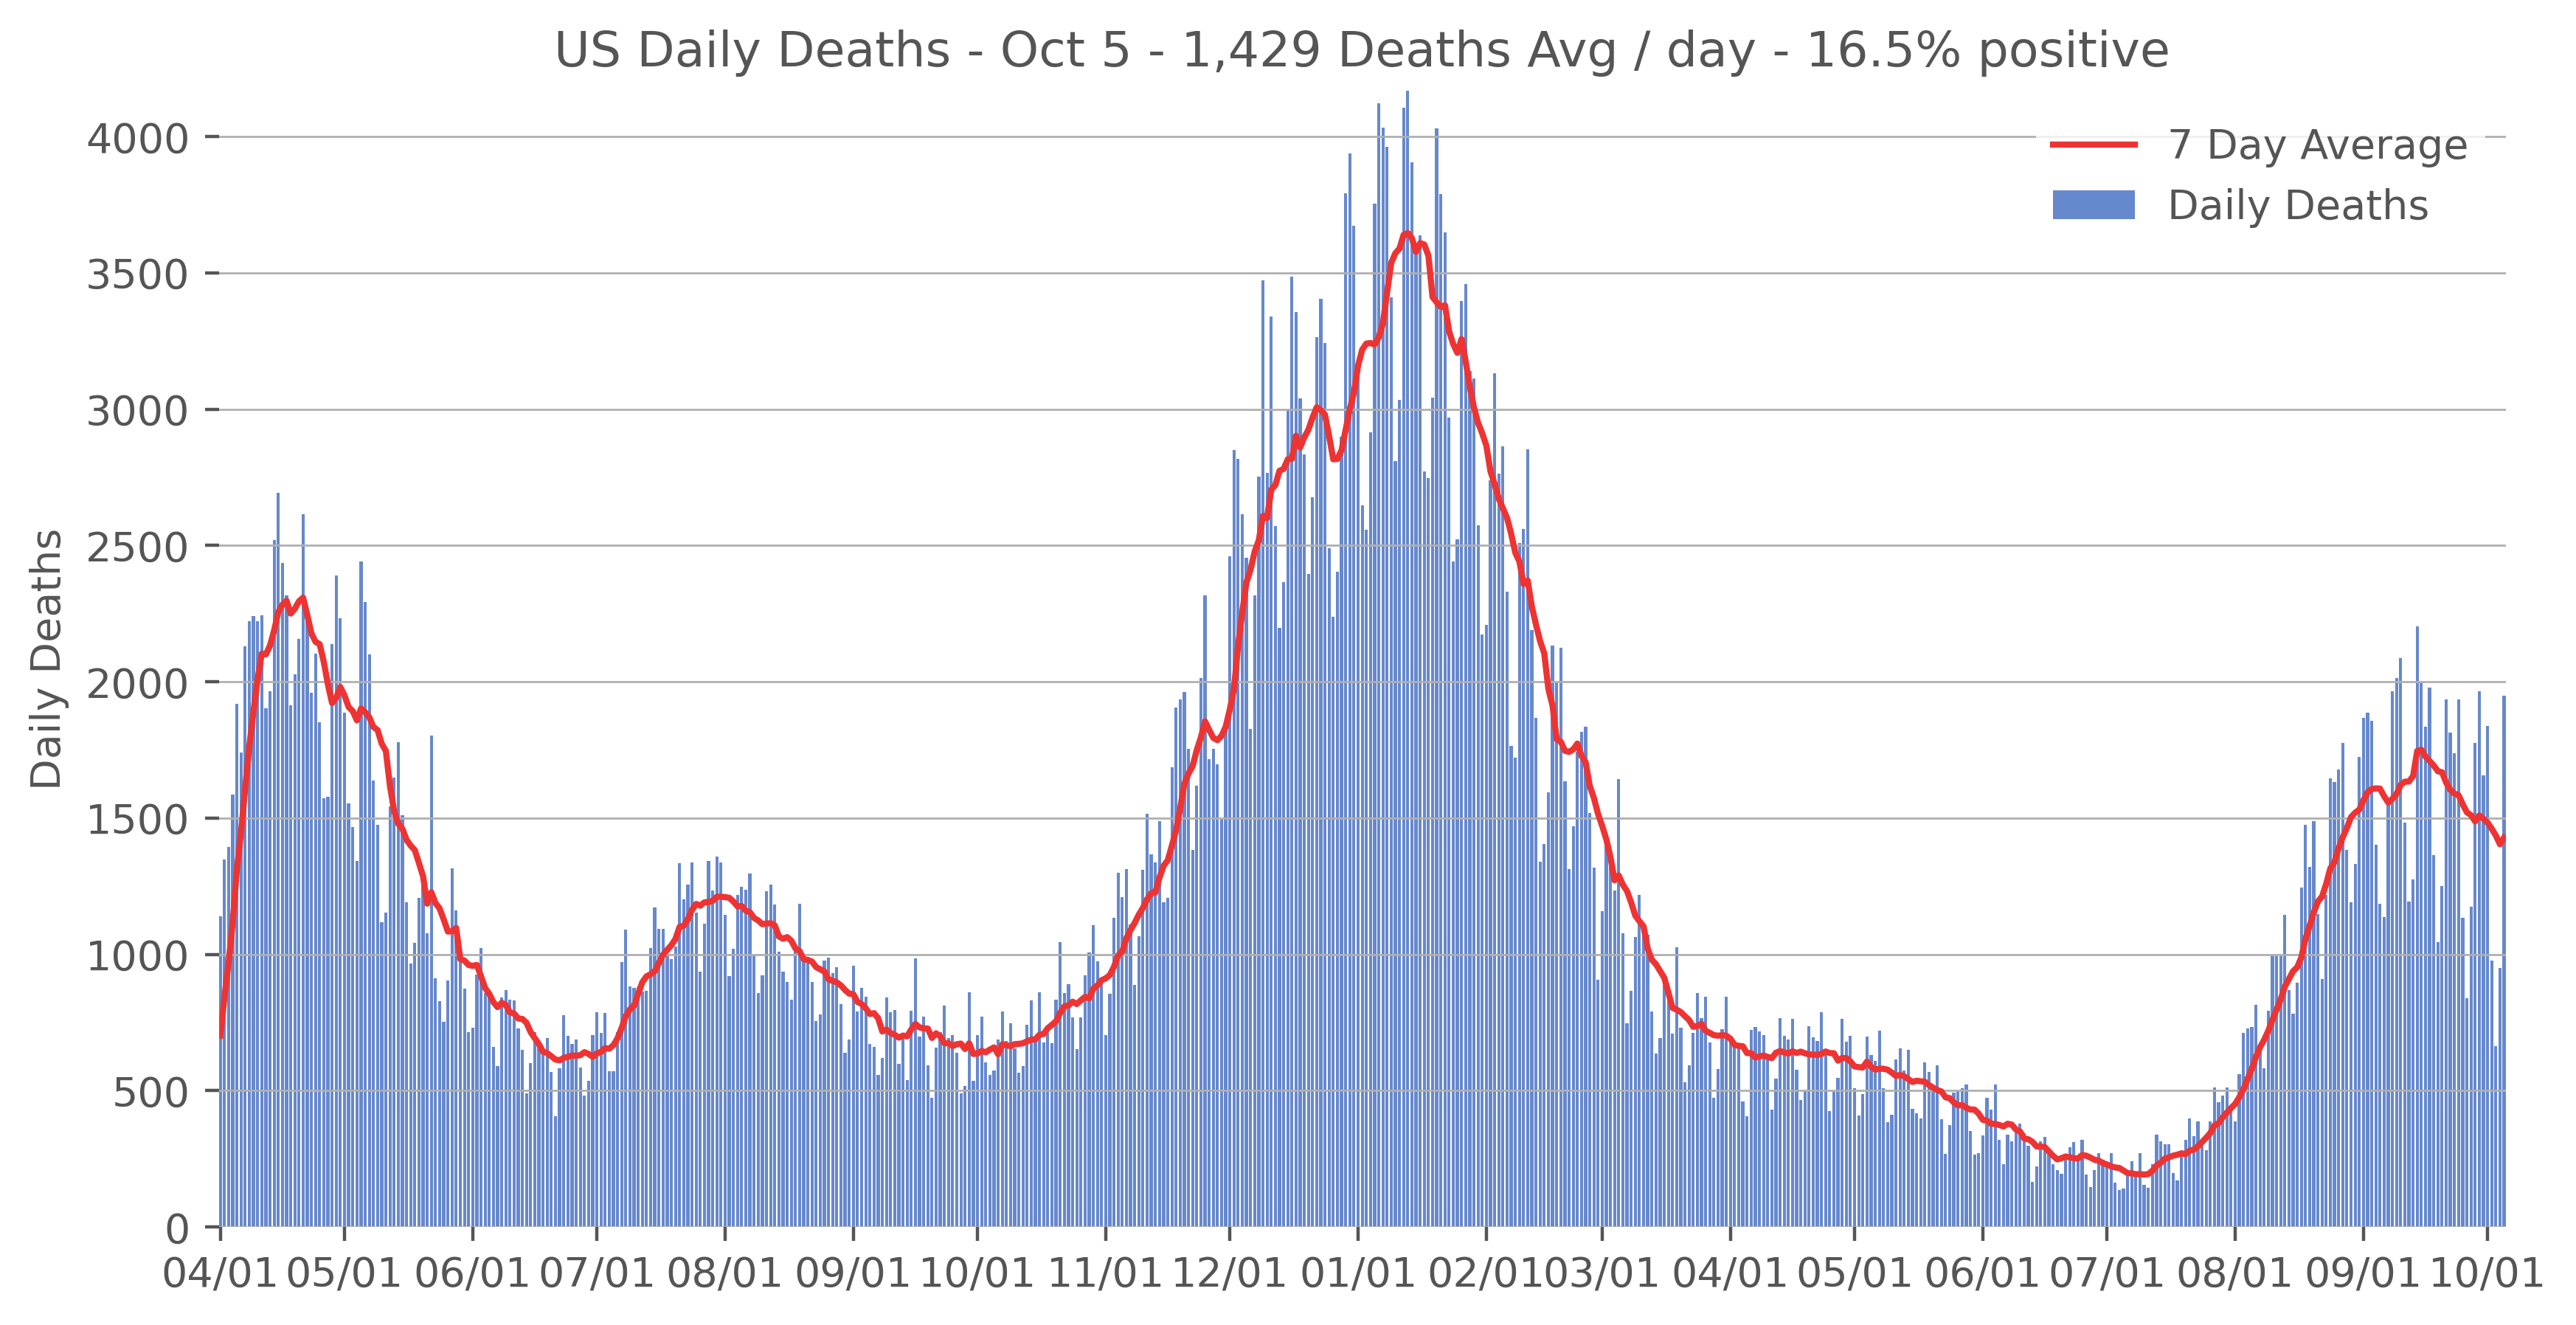 US Daily Deaths - Oct 5 - 1,429 Deaths Avg / day - 16.5% positive
7 Day Average
Daily Deaths
Daily Deaths
4000
3500
3000
2500
2000
1500
1000
500
0
04/01 05/01 06/01 07/01 08/01 09/01 10/01 11/01 12/01 01/01 02/01 03/01 04/01 05/01 06/01 07/01 08/01 09/01 10/01